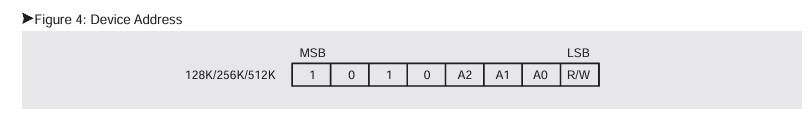 ➤Figure 4: Device Address
MSB LSB
128K/256K/512K 1 0 1 0 A2 A1 A0 R/W